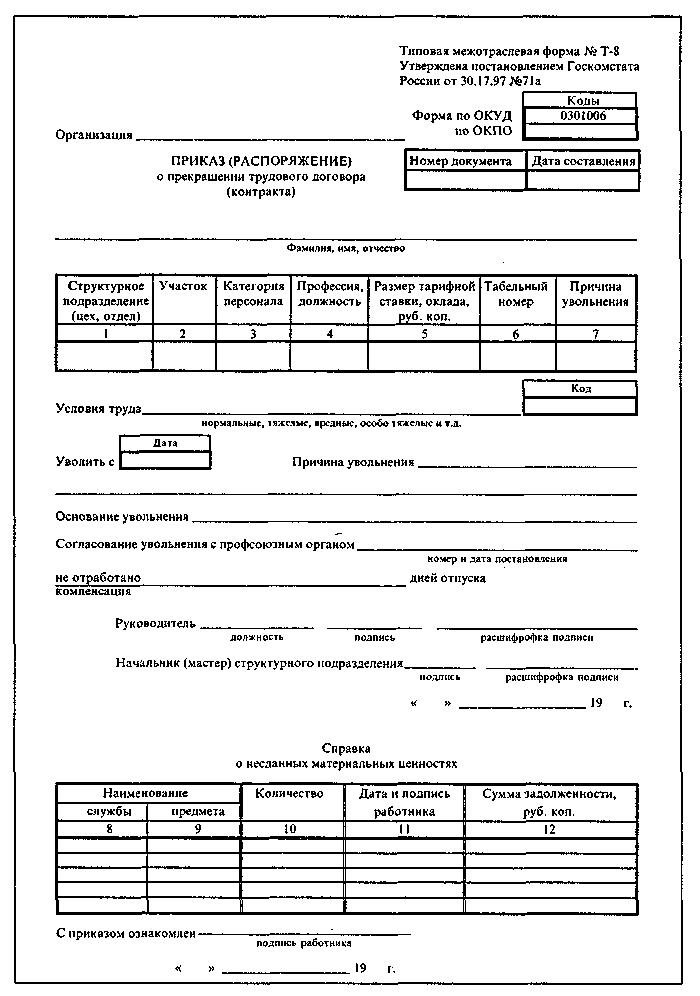 Типовая межотраслевая форма № Т-8
Утверждена постановлением Госкомстата
России от 30.17.97 №71а
Коды
Форма по ОКУД 0301006
по ОКПО
Организация
ПРИКАЗ (РАСПОРЯЖЕНИЕ)
о прекращении трудового договора
(контракта)
Номер документа Дата составления
Фамилия, имя, отчество
Структурное Участок Категория Профессия, Размер тарифной Табельный Причина
подразделение персонала должность ставки, оклада, номер увольнения
(цех, отдел) руб. коп.
1 2 3 4 5 6 7
Код
Условия труда
нормальные, тяжелые, вредные, особо тяжелые и т.д.
Дата
Уволить с Причина увольнения
Основание увольнения
Согласование увольнения с профсоюзным органом
номер и дата постановления
не отработано дней отпуска
компенсация
Руководитель
должность подпись расшифрофка подписи
Начальник (мастер) структурного подразделения
подпись расшифрофка подписи
« » 19 г.
Справка
о несданных материальных ценностях
Наименование Количество Дата и подпись Сумма задолженности,
службы предмета работника руб. коп.
8 9 10 11 12
С приказом ознакомлен
подпись работника
« » 19 г.